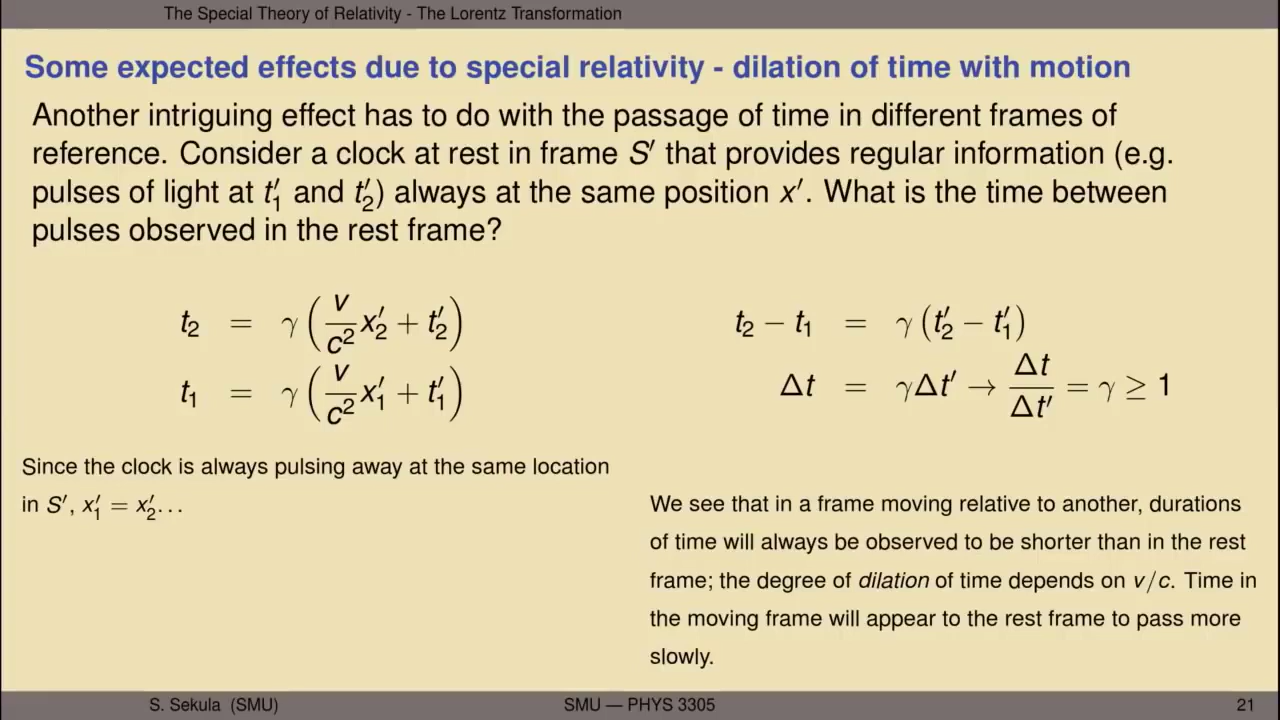 The Special Theory of Relativity - The Lorentz Transformation
Some expected effects due to special relativity - dilation of time with motion
Another intriguing effect has to do with the passage of time in different frames of
reference. Consider a clock at rest in frame S′ that provides regular information (e.g.
pulses of light at t′₁ and t′₂) always at the same position x′. What is the time between
pulses observed in the rest frame?
t₂ = γ (v/c² x′₂ + t′₂)
t₁ = γ (v/c² x′₁ + t′₁)
Since the clock is always pulsing away at the same location
in S′, x′₁ = x′₂...
t₂ − t₁ = γ (t′₂ − t′₁)
Δt = γΔt′ → Δt/Δt′ = γ ≥ 1
We see that in a frame moving relative to another, durations
of time will always be observed to be shorter than in the rest
frame; the degree of dilation of time depends on v/c. Time in
the moving frame will appear to the rest frame to pass more
slowly.
S. Sekula (SMU)
SMU — PHYS 3305
21